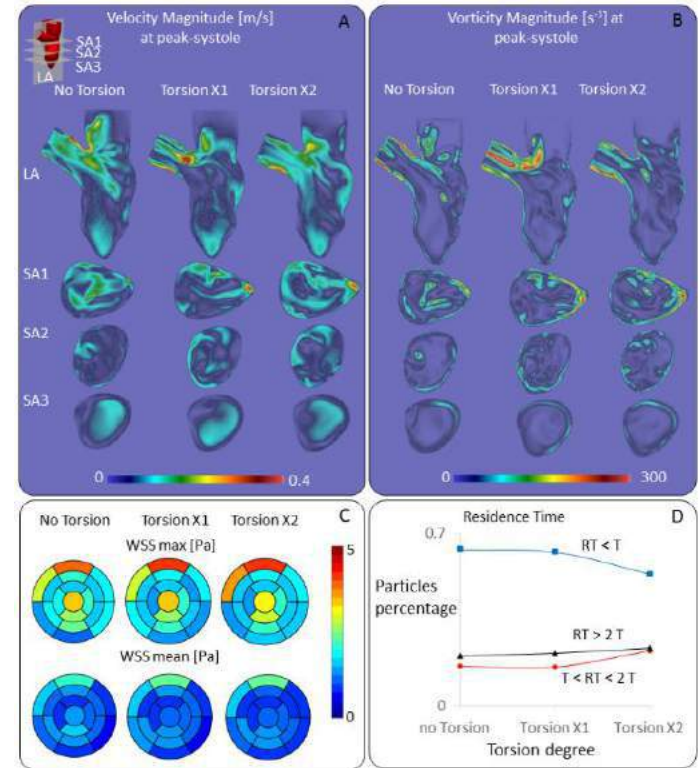 Velocity Magnitude [m/s]
at peak-systole
A
SA1
SA2
SA3
LA
No Torsion Torsion X1 Torsion X2
LA
SA1
SA2
SA3
0 0.4
Vorticity Magnitude [s⁻¹] at
peak-systole
B
No Torsion Torsion X1 Torsion X2
0 300
C
No Torsion Torsion X1 Torsion X2
WSS max [Pa]
WSS mean [Pa]
5
0
Residence Time
D
0.7
RT < T
Particles
percentage
RT > 2 T
T < RT < 2 T
0
no Torsion Torsion X1 Torsion X2
Torsion degree